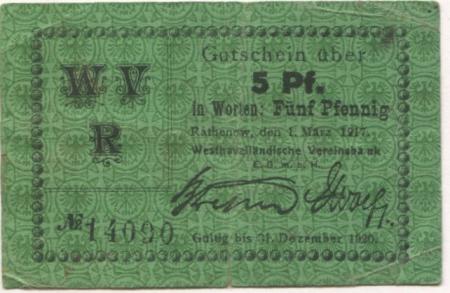 W V
R
Gutschein über
5 Pf.
in Worten: Fünf Pfennig
Rathenow, den 1. März 1917.
Westhavelländische Vereinsbank
E. G. m. b. H.
№ 14090
Gültig bis 31. Dezember 1920.